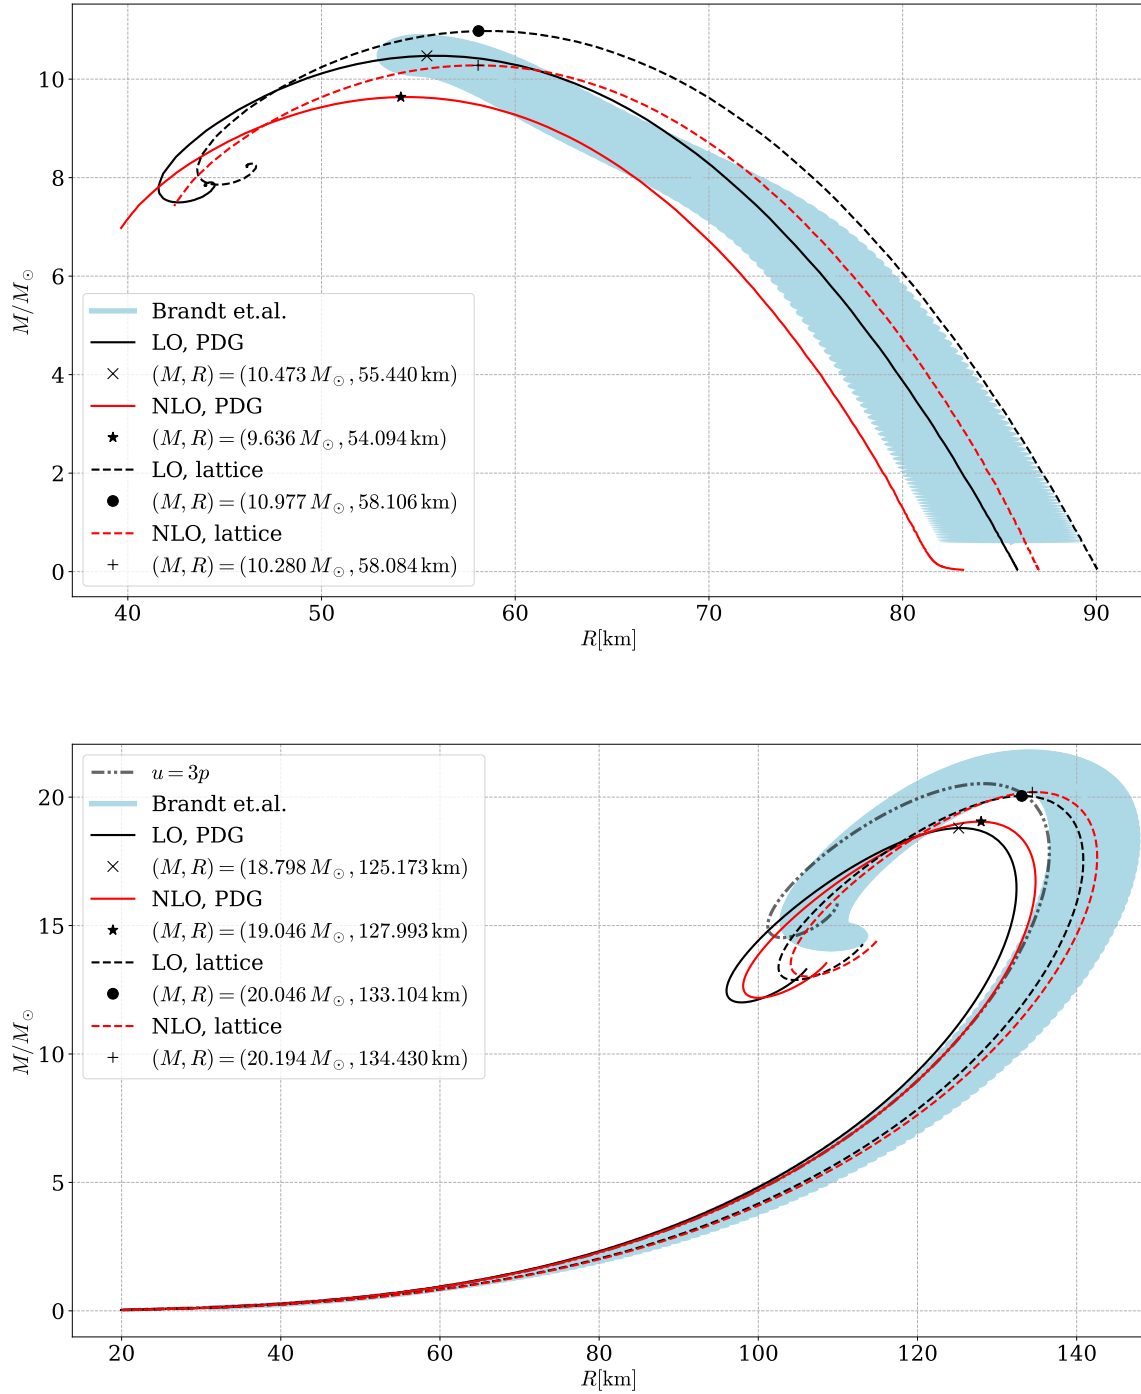 10
8
6
4
2
0
M/M⊙
Brandt et.al.
LO, PDG
(M, R) = (10.473 M⊙, 55.440 km)
NLO, PDG
(M, R) = (9.636 M⊙, 54.094 km)
LO, lattice
(M, R) = (10.977 M⊙, 58.106 km)
NLO, lattice
(M, R) = (10.280 M⊙, 58.084 km)
40 50 60 70 80 90
R[km]
20
15
10
5
0
M/M⊙
u = 3p
Brandt et.al.
LO, PDG
(M, R) = (18.798 M⊙, 125.173 km)
NLO, PDG
(M, R) = (19.046 M⊙, 127.993 km)
LO, lattice
(M, R) = (20.046 M⊙, 133.104 km)
NLO, lattice
(M, R) = (20.194 M⊙, 134.430 km)
20 40 60 80 100 120 140
R[km]